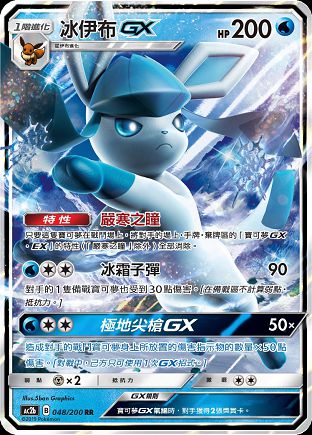 1階進化 冰伊布GX HP200
從伊布進化
特性 嚴寒之瞳
只要這隻寶可夢在戰鬥場上,將對手的場上、手牌、棄牌區的「寶可夢GX
・EX」的特性(「嚴寒之瞳」除外)全部消除。
冰霜子彈 90
對手的1隻備戰寶可夢也受到30點傷害。[在備戰區不計算弱點、
抵抗力。]
極地尖槍GX 50×
造成對手的戰鬥寶可夢身上所放置的傷害指示物的數量×50點
傷害。[對戰中,己方只可使用1次GX招式。]
弱點 ×2 抵抗力 撤退
Illus.5ban Graphics
GX規則
AC2b B 048/200 RR
寶可夢GX氣絕時,對手獲得2張獎賞卡。
©2019 Pokémon